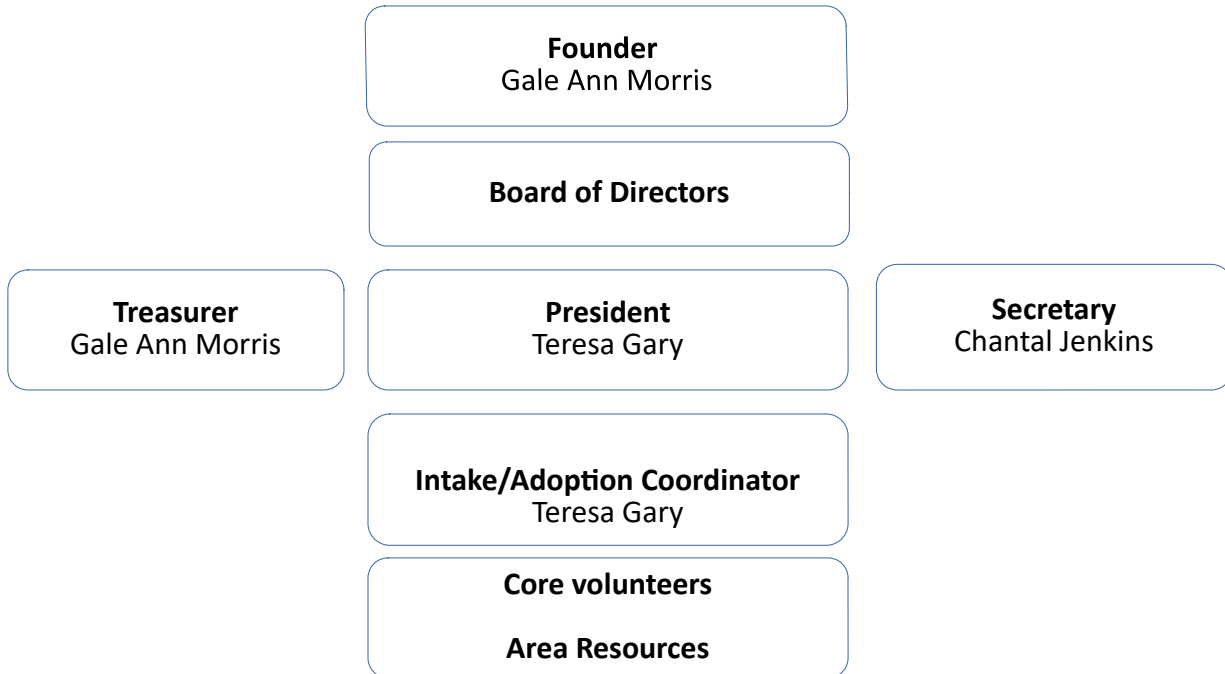 Founder
Gale Ann Morris
Board of Directors
Treasurer
Gale Ann Morris
President
Teresa Gary
Secretary
Chantal Jenkins
Intake/Adoption Coordinator
Teresa Gary
Core volunteers
Area Resources